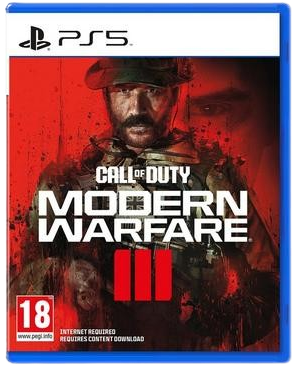 PS5
CALL OF DUTY
MODERN
WARFARE
III
18
www.pegi.info
INTERNET REQUIRED
REQUIRES CONTENT DOWNLOAD